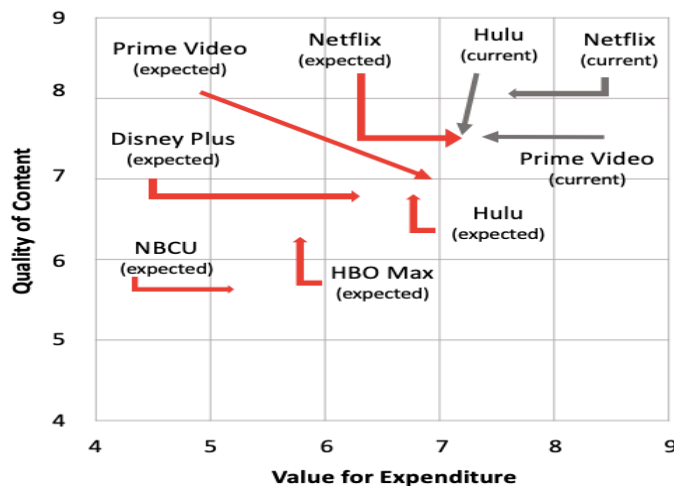 9
8
7
6
5
4
Quality of Content
Prime Video
(expected)
Netflix
(expected)
Hulu
(current)
Netflix
(current)
Disney Plus
(expected)
Prime Video
(current)
Hulu
(expected)
NBCU
(expected)
HBO Max
(expected)
4 5 6 7 8 9
Value for Expenditure